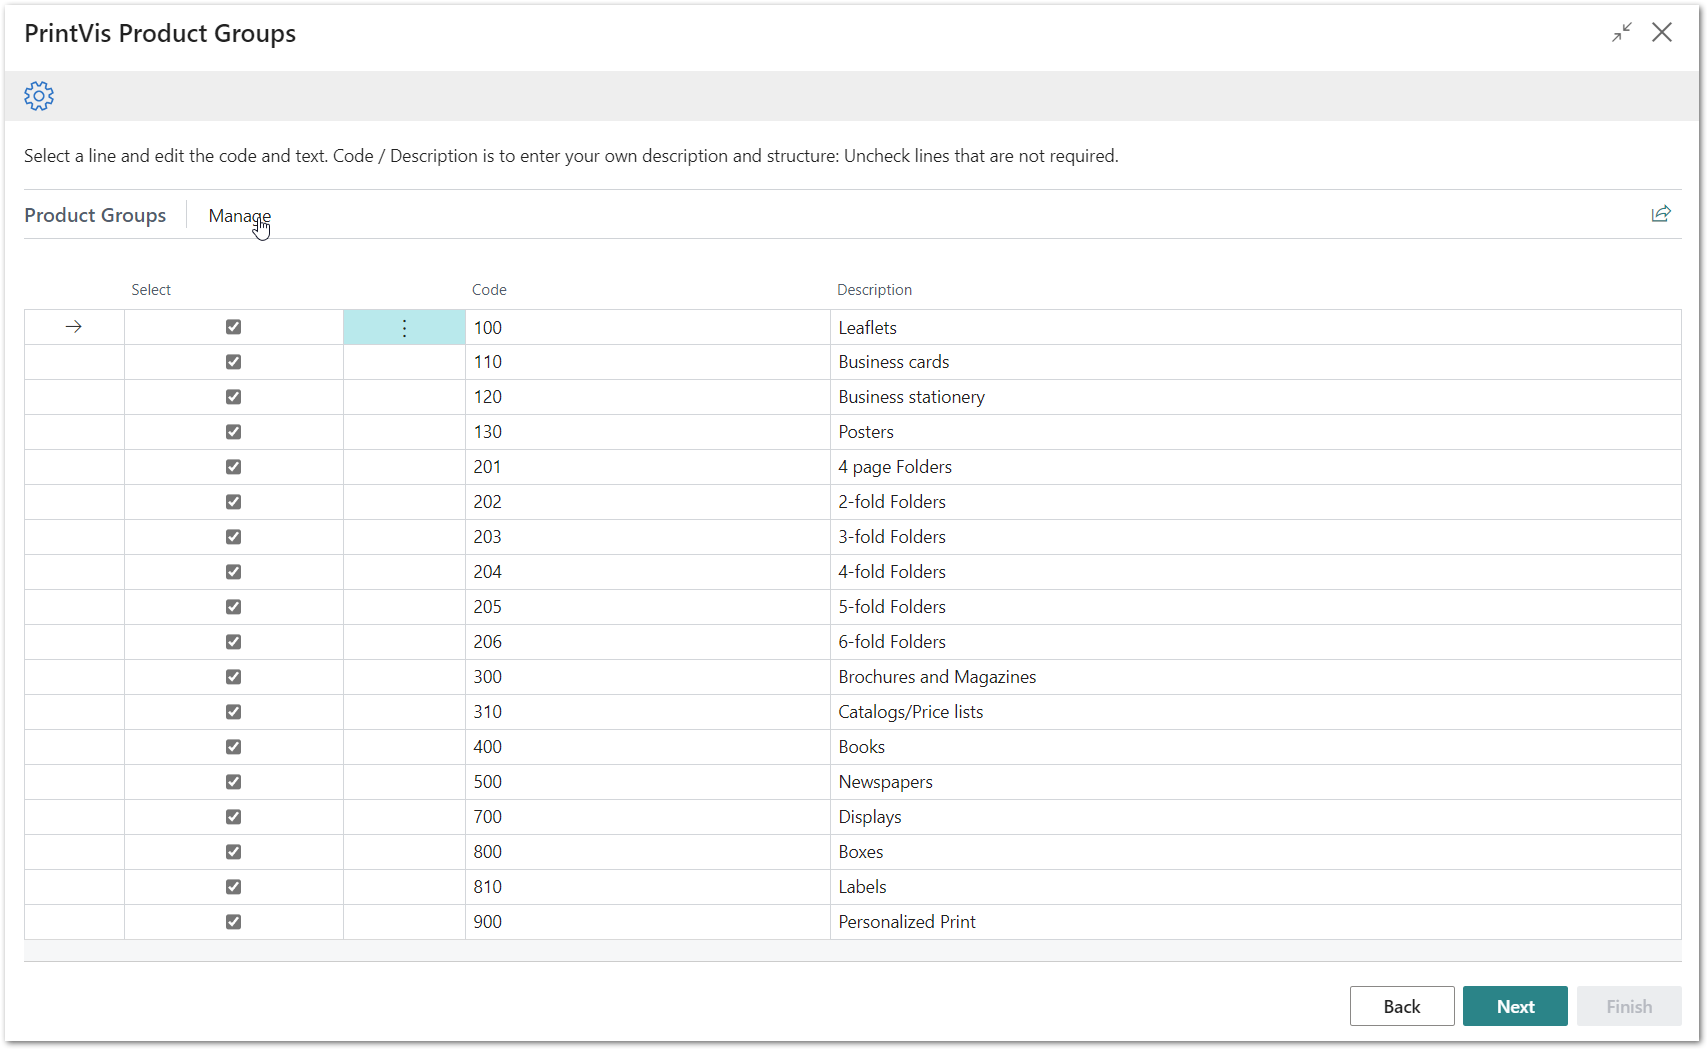 PrintVis Product Groups
Select a line and edit the code and text. Code / Description is to enter your own description and structure: Uncheck lines that are not required.
Product Groups Manage
Select Code Description
100 Leaflets
110 Business cards
120 Business stationery
130 Posters
201 4 page Folders
202 2-fold Folders
203 3-fold Folders
204 4-fold Folders
205 5-fold Folders
206 6-fold Folders
300 Brochures and Magazines
310 Catalogs/Price lists
400 Books
500 Newspapers
700 Displays
800 Boxes
810 Labels
900 Personalized Print
Back Next Finish